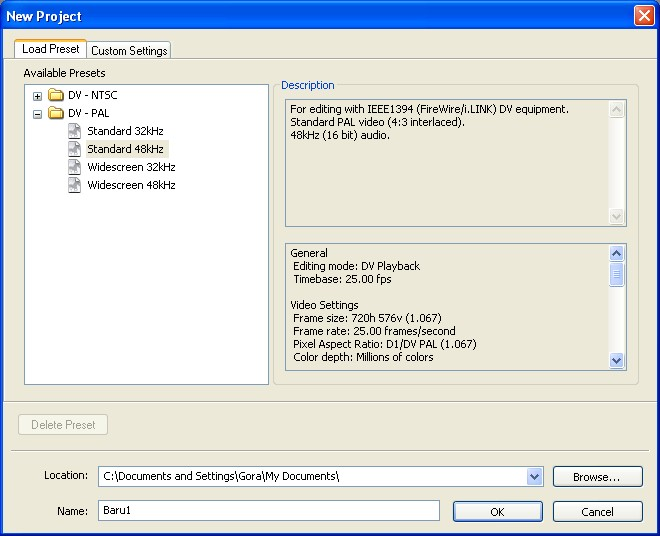 New Project
Load Preset
Custom Settings
Available Presets
DV - NTSC
DV - PAL
Standard 32kHz
Standard 48kHz
Widescreen 32kHz
Widescreen 48kHz
Description
For editing with IEEE1394 (FireWire/i.LINK) DV equipment.
Standard PAL video (4:3 interlaced).
48kHz (16 bit) audio.
General
Editing mode: DV Playback
Timebase: 25.00 fps
Video Settings
Frame size: 720h 576v (1.067)
Frame rate: 25.00 frames/second
Pixel Aspect Ratio: D1/DV PAL (1.067)
Color depth: Millions of colors
Delete Preset
Location: C:\Documents and Settings\Gora\My Documents\ Browse...
Name: Baru1 OK Cancel